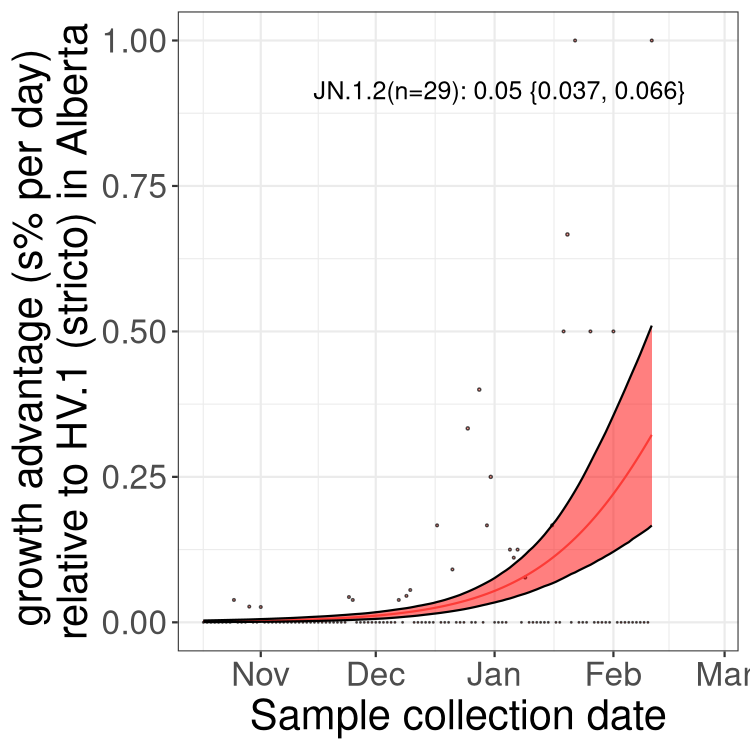 growth advantage (s% per day)
relative to HV.1 (stricto) in Alberta
1.00
0.75
0.50
0.25
0.00
JN.1.2(n=29): 0.05 {0.037, 0.066}
Nov Dec Jan Feb Mar
Sample collection date